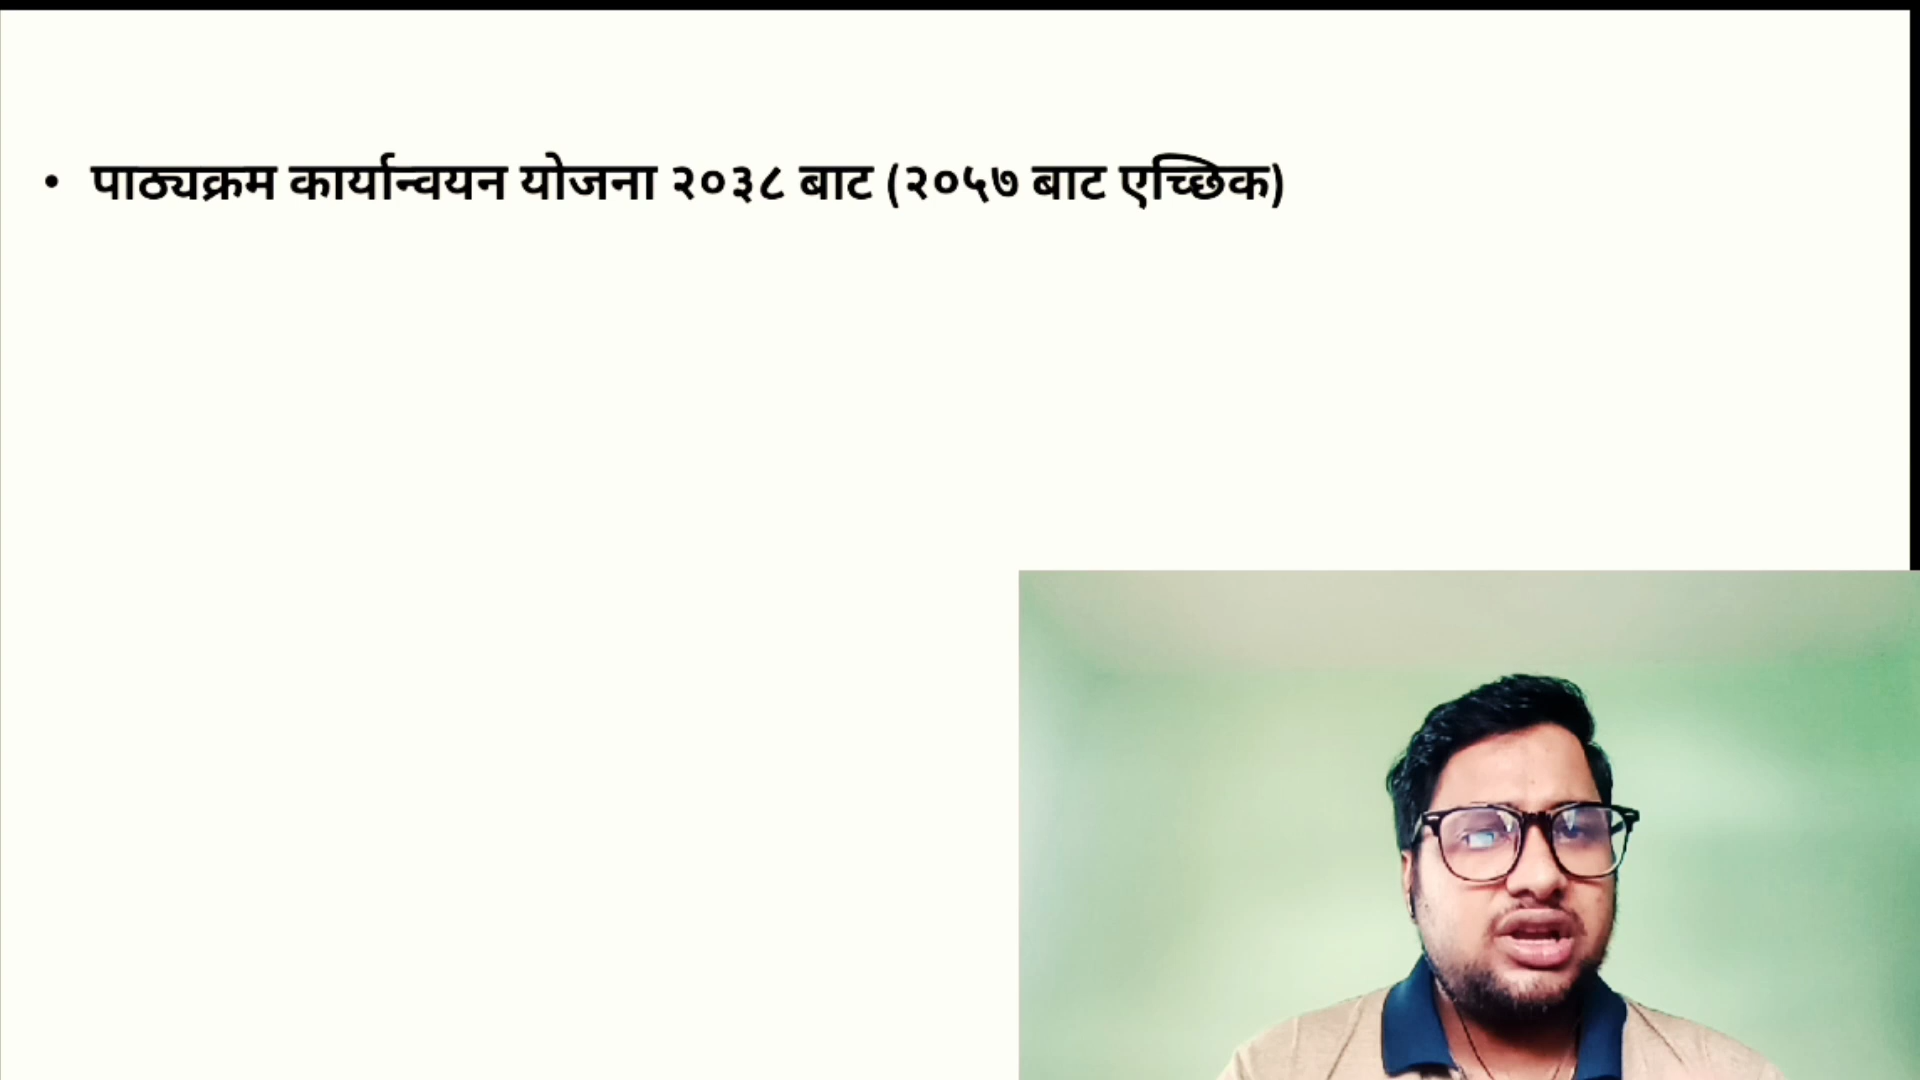 • पाठ्यक्रम कार्यान्वयन योजना २०३८ बाट (२०५७ बाट एच्छिक)